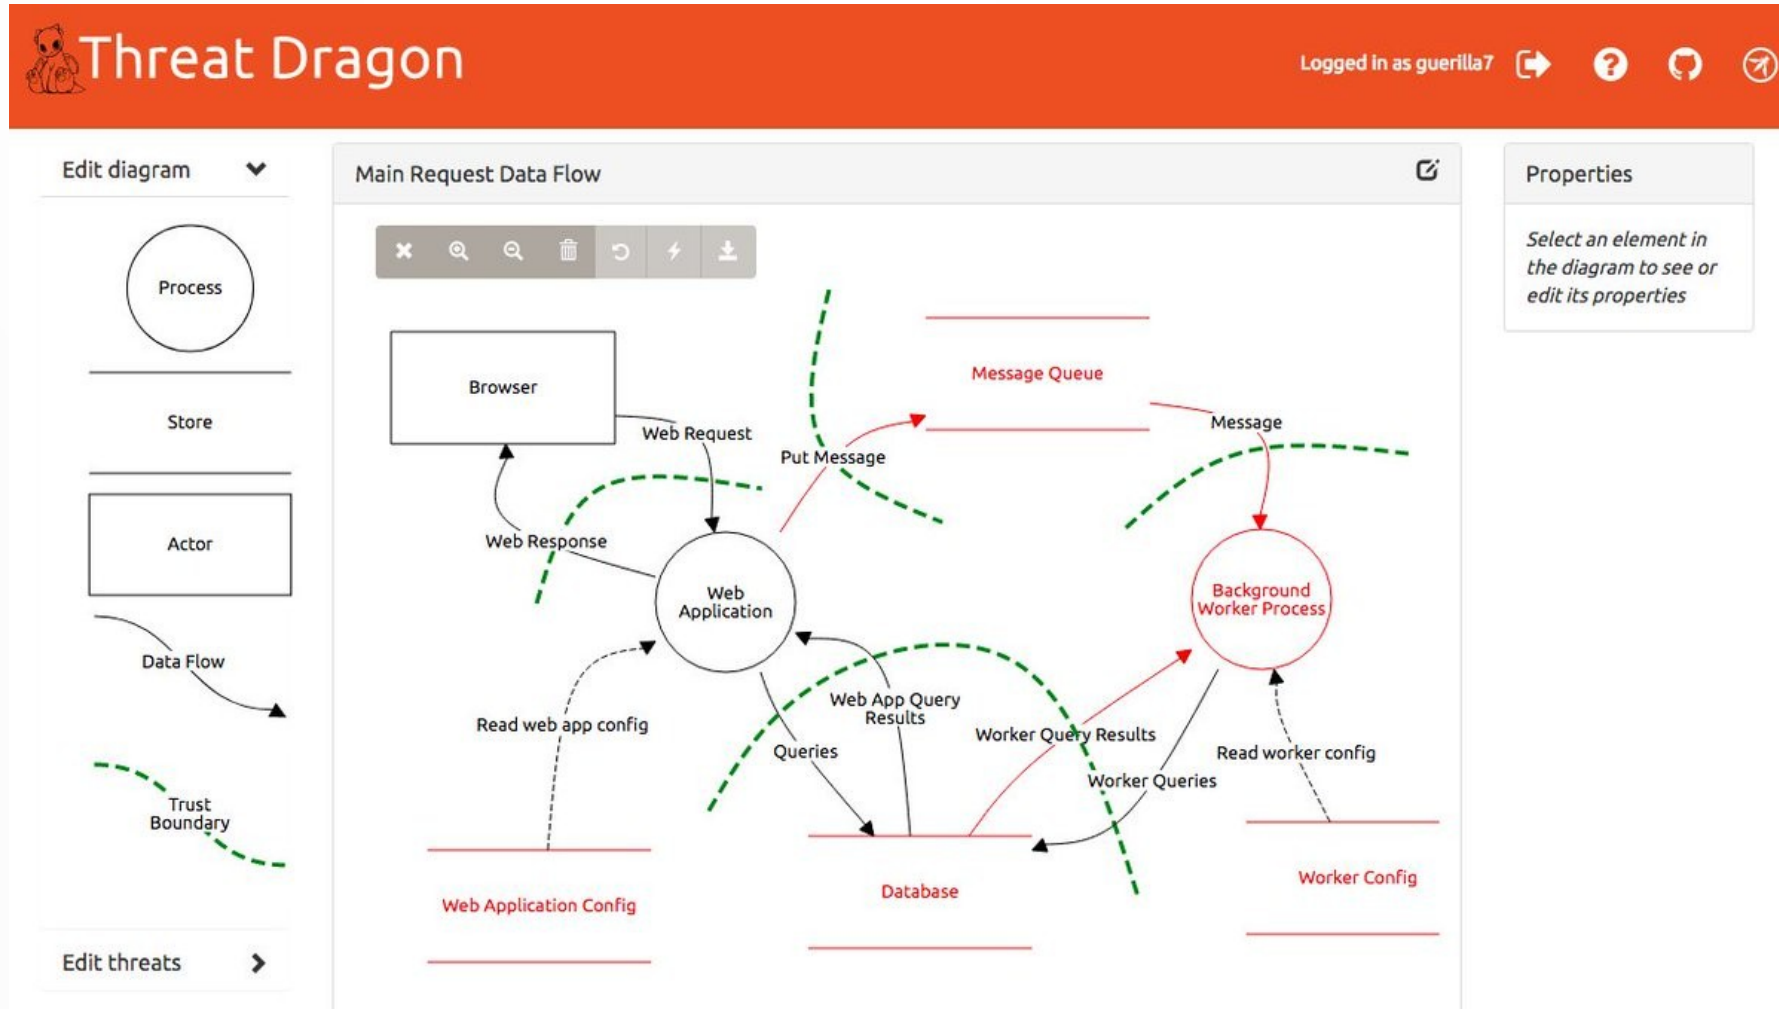 Threat Dragon
Logged in as guerilla7
Edit diagram
Process
Store
Actor
Data Flow
Trust
Boundary
Edit threats
Main Request Data Flow
Browser
Web Request
Message Queue
Put Message
Message
Web Response
Web
Application
Background
Worker Process
Read web app config
Web App Query
Results
Queries
Worker Query Results
Worker Queries
Read worker config
Web Application Config
Database
Worker Config
Properties
Select an element in
the diagram to see or
edit its properties